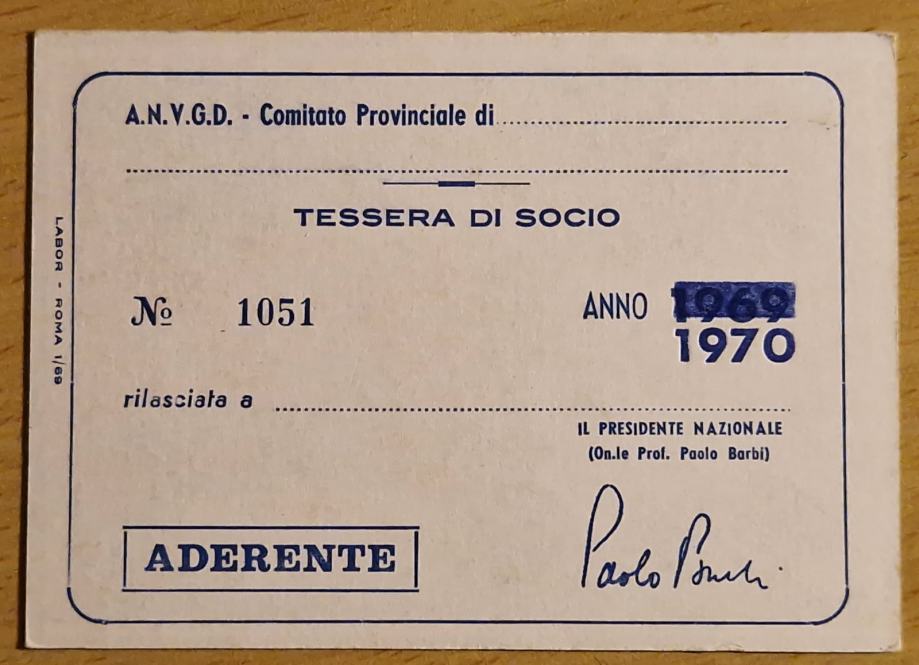 A.N.V.G.D. - Comitato Provinciale di
TESSERA DI SOCIO
Nº 1051
ANNO 1969
1970
rilasciata a
IL PRESIDENTE NAZIONALE
(On.le Prof. Paolo Barbi)
ADERENTE
Paolo Barbi
LABOR - ROMA 1/69